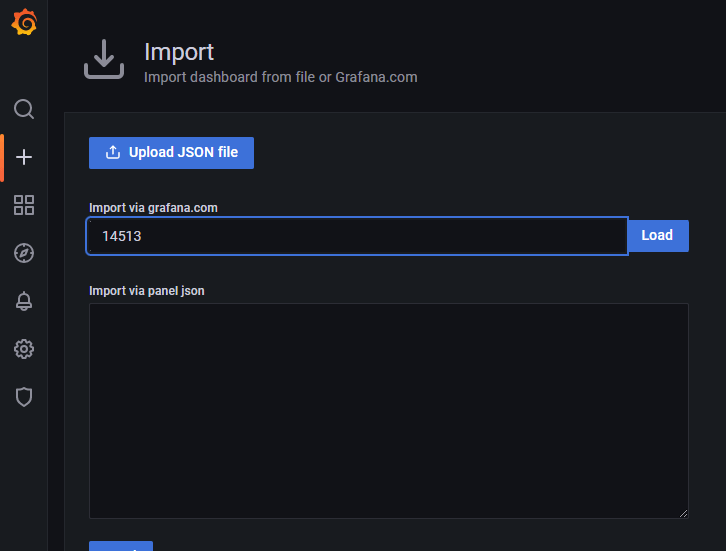 Import
Import dashboard from file or Grafana.com
Upload JSON file
Import via grafana.com
14513
Load
Import via panel json